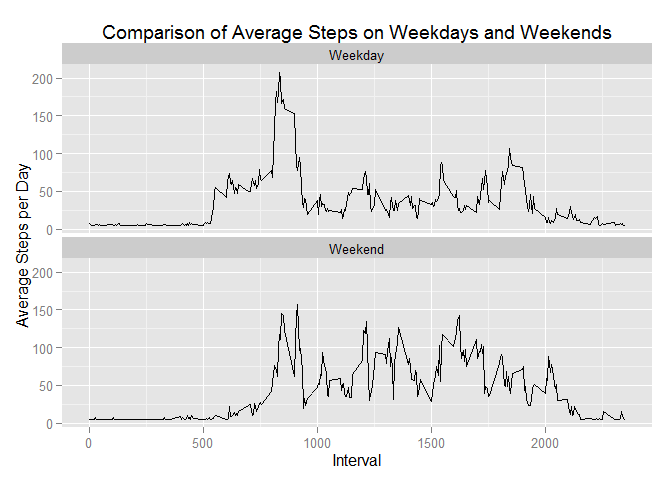 Comparison of Average Steps on Weekdays and Weekends
Weekday
200
150
100
50
0
Average Steps per Day
Weekend
200
150
100
50
0
0 500 1000 1500 2000
Interval